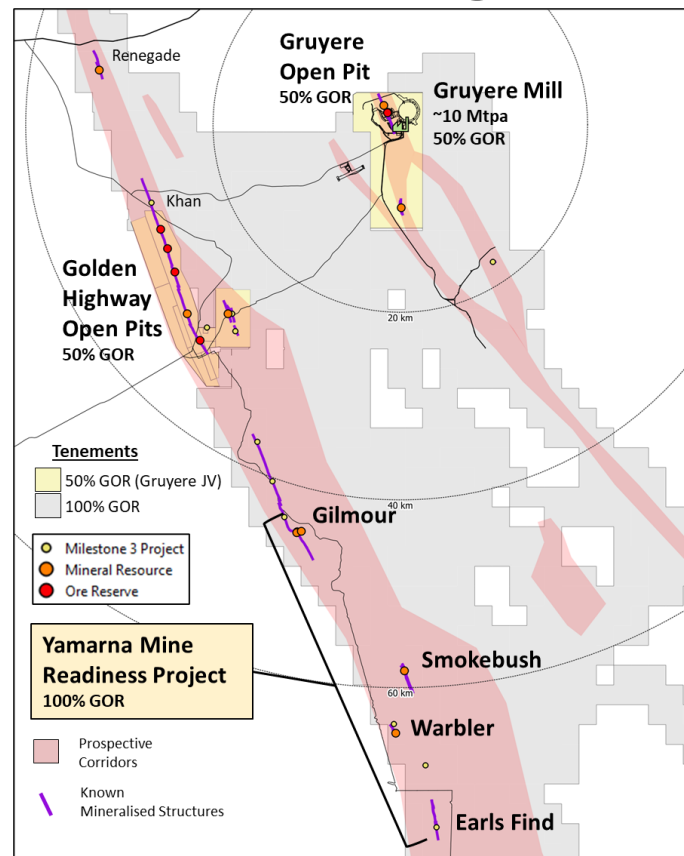 Renegade
Gruyere
Open Pit
50% GOR
Gruyere Mill
~10 Mtpa
50% GOR
Khan
Golden
Highway
Open Pits
50% GOR
20 km
Tenements
50% GOR (Gruyere JV)
100% GOR
40 km
Gilmour
Milestone 3 Project
Mineral Resource
Ore Reserve
Yamarna Mine
Readiness Project
100% GOR
Smokebush
60 km
Warbler
Prospective
Corridors
Known
Mineralised Structures
Earls Find